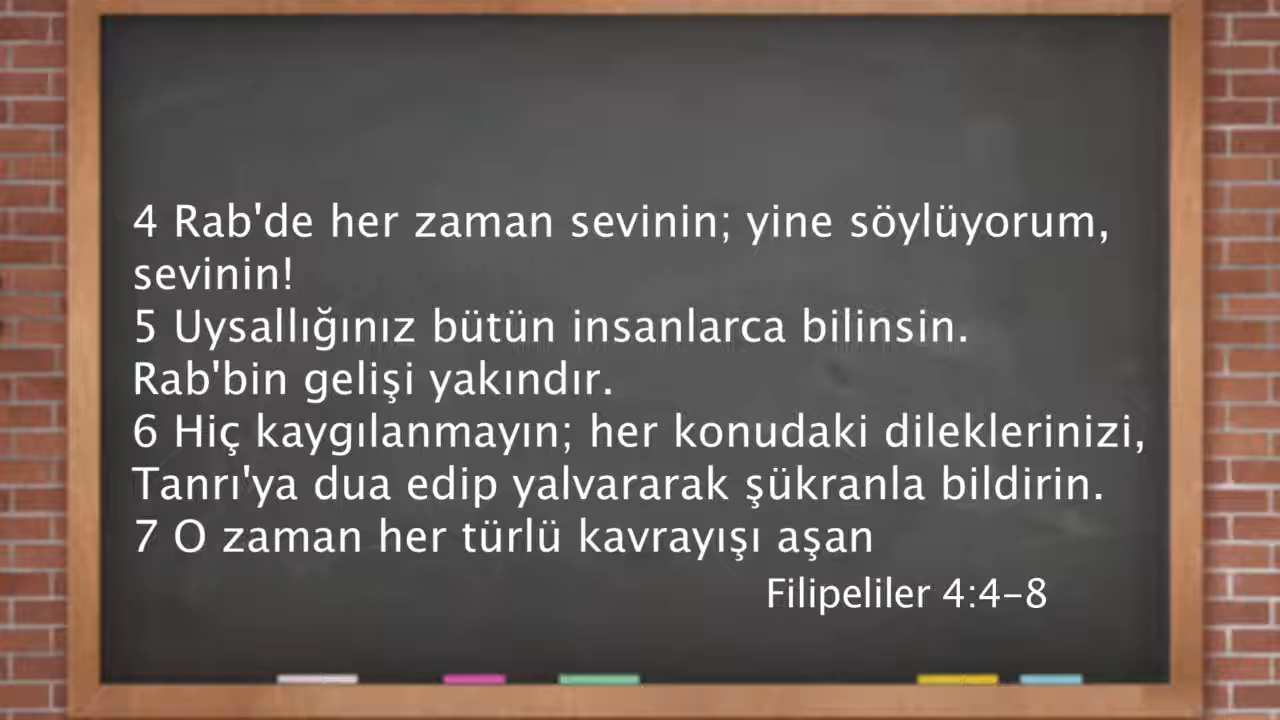 4 Rab'de her zaman sevinin; yine söylüyorum,
sevinin!
5 Uysallığınız bütün insanlarca bilinsin.
Rab'bin gelişi yakındır.
6 Hiç kaygılanmayın; her konudaki dileklerinizi,
Tanrı'ya dua edip yalvararak şükranla bildirin.
7 O zaman her türlü kavrayışı aşan
Filipeliler 4:4-8